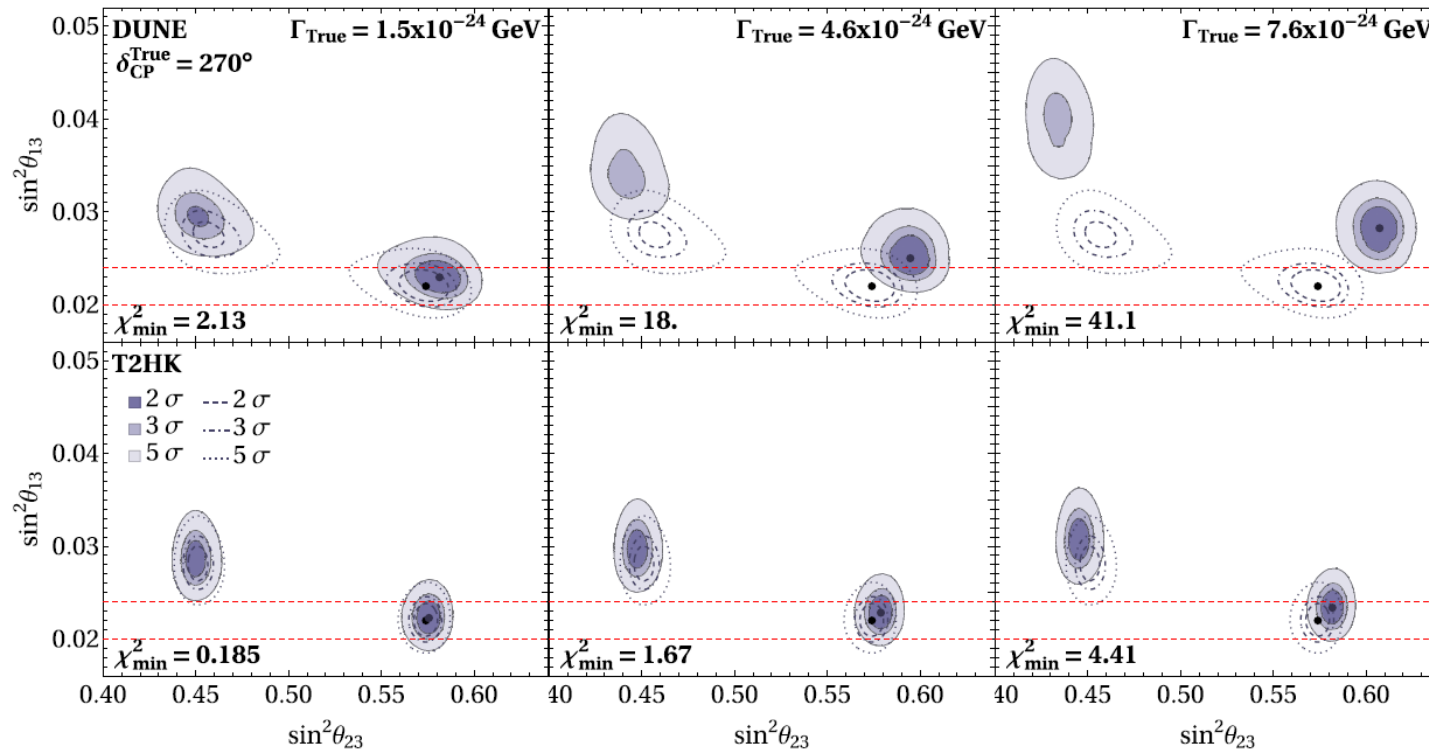 DUNE
δ_CP^True = 270°
Γ_True = 1.5x10⁻²⁴ GeV
Γ_True = 4.6x10⁻²⁴ GeV
Γ_True = 7.6x10⁻²⁴ GeV
0.05
0.04
0.03
0.02
sin²θ₁₃
χ²_min = 2.13
χ²_min = 18.
χ²_min = 41.1
T2HK
2 σ 2 σ
3 σ 3 σ
5 σ 5 σ
0.05
0.04
0.03
0.02
sin²θ₁₃
χ²_min = 0.185
χ²_min = 1.67
χ²_min = 4.41
0.40 0.45 0.50 0.55 0.60
40 0.45 0.50 0.55 0.60
40 0.45 0.50 0.55 0.60
sin²θ₂₃
sin²θ₂₃
sin²θ₂₃